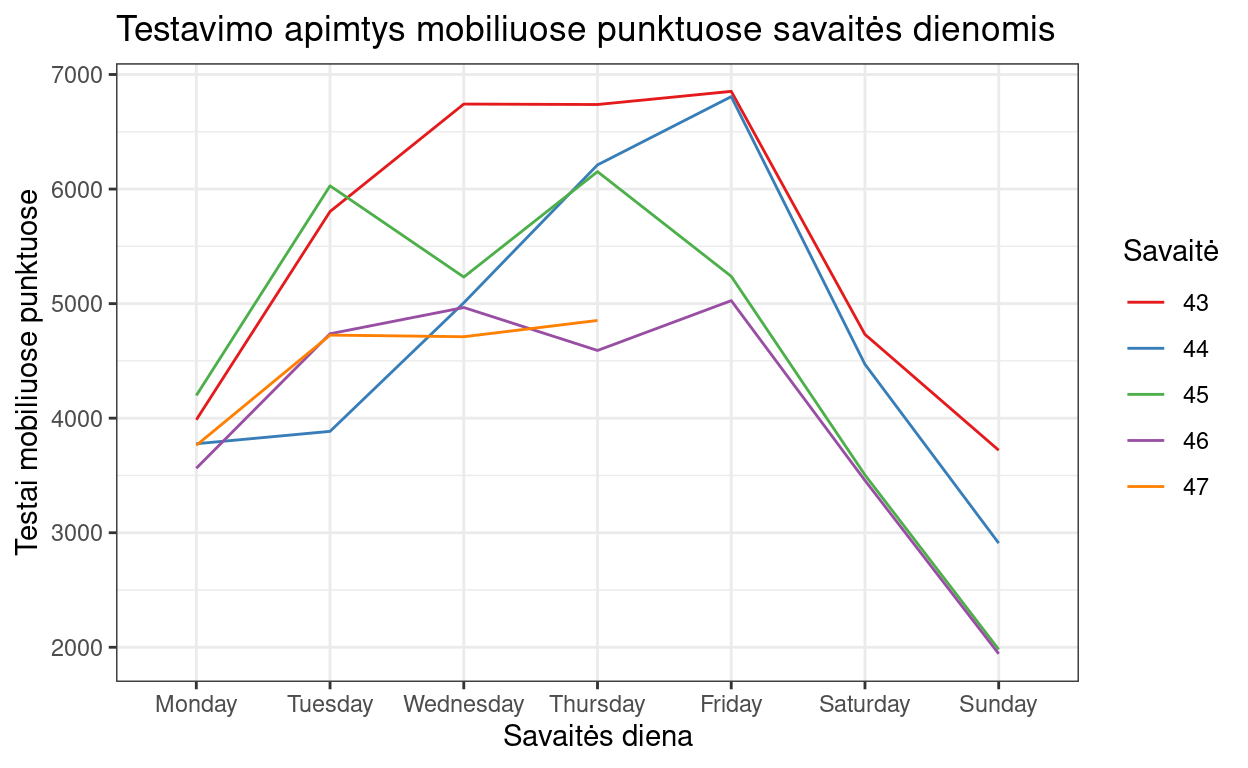 Testavimo apimtys mobiliuose punktuose savaitės dienomis
Testai mobiliuose punktuose
7000
6000
5000
4000
3000
2000
Monday Tuesday Wednesday Thursday Friday Saturday Sunday
Savaitės diena
Savaitė
43
44
45
46
47